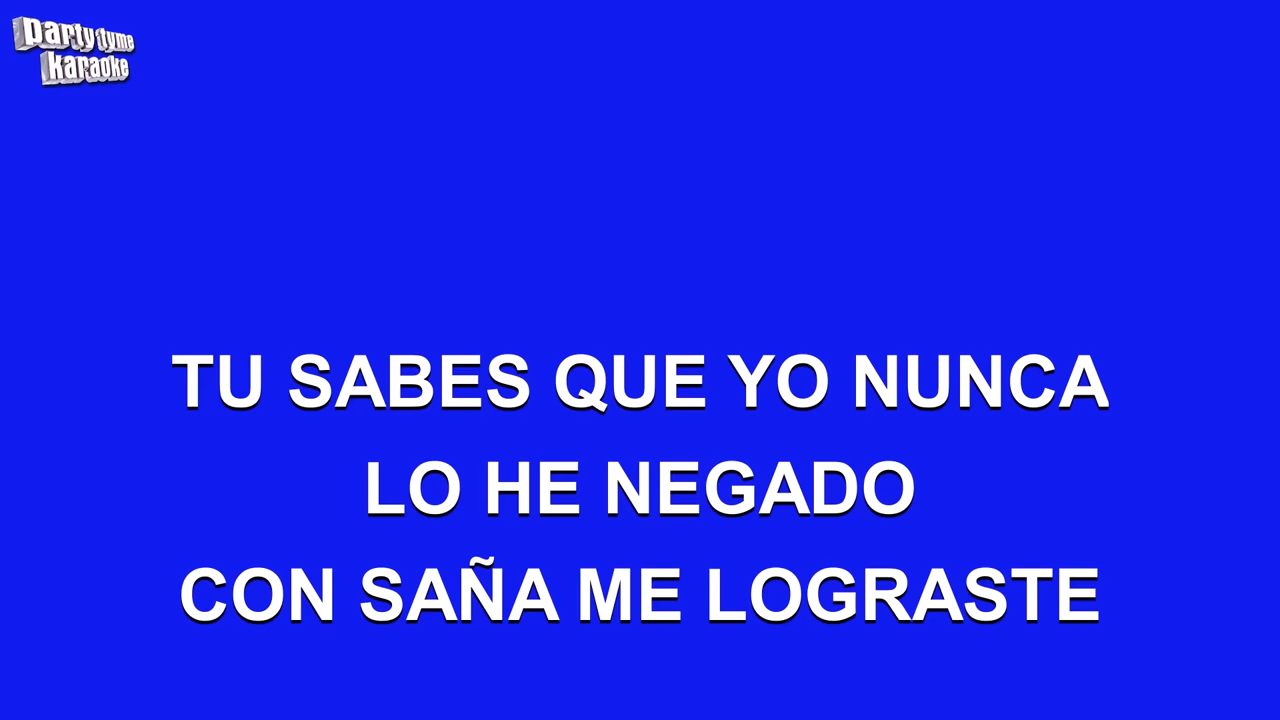 party tyme
karaoke
TU SABES QUE YO NUNCA
LO HE NEGADO
CON SAÑA ME LOGRASTE